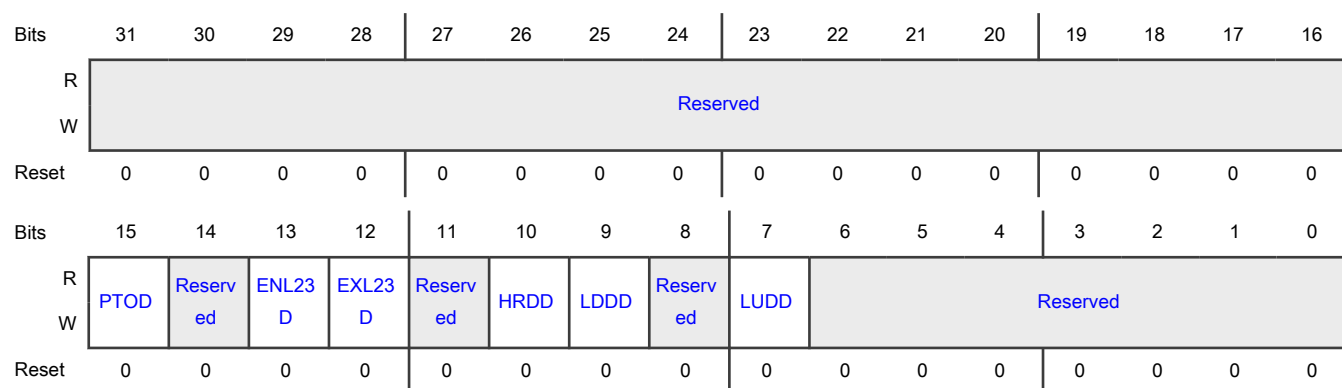 Bits 31 30 29 28 27 26 25 24 23 22 21 20 19 18 17 16
R
Reserved
W
Reset 0 0 0 0 0 0 0 0 0 0 0 0 0 0 0 0
Bits 15 14 13 12 11 10 9 8 7 6 5 4 3 2 1 0
R
PTOD Reserv ENL23 EXL23 Reserv HRDD LDDD Reserv LUDD Reserved
ed D D ed ed
W
Reset 0 0 0 0 0 0 0 0 0 0 0 0 0 0 0 0